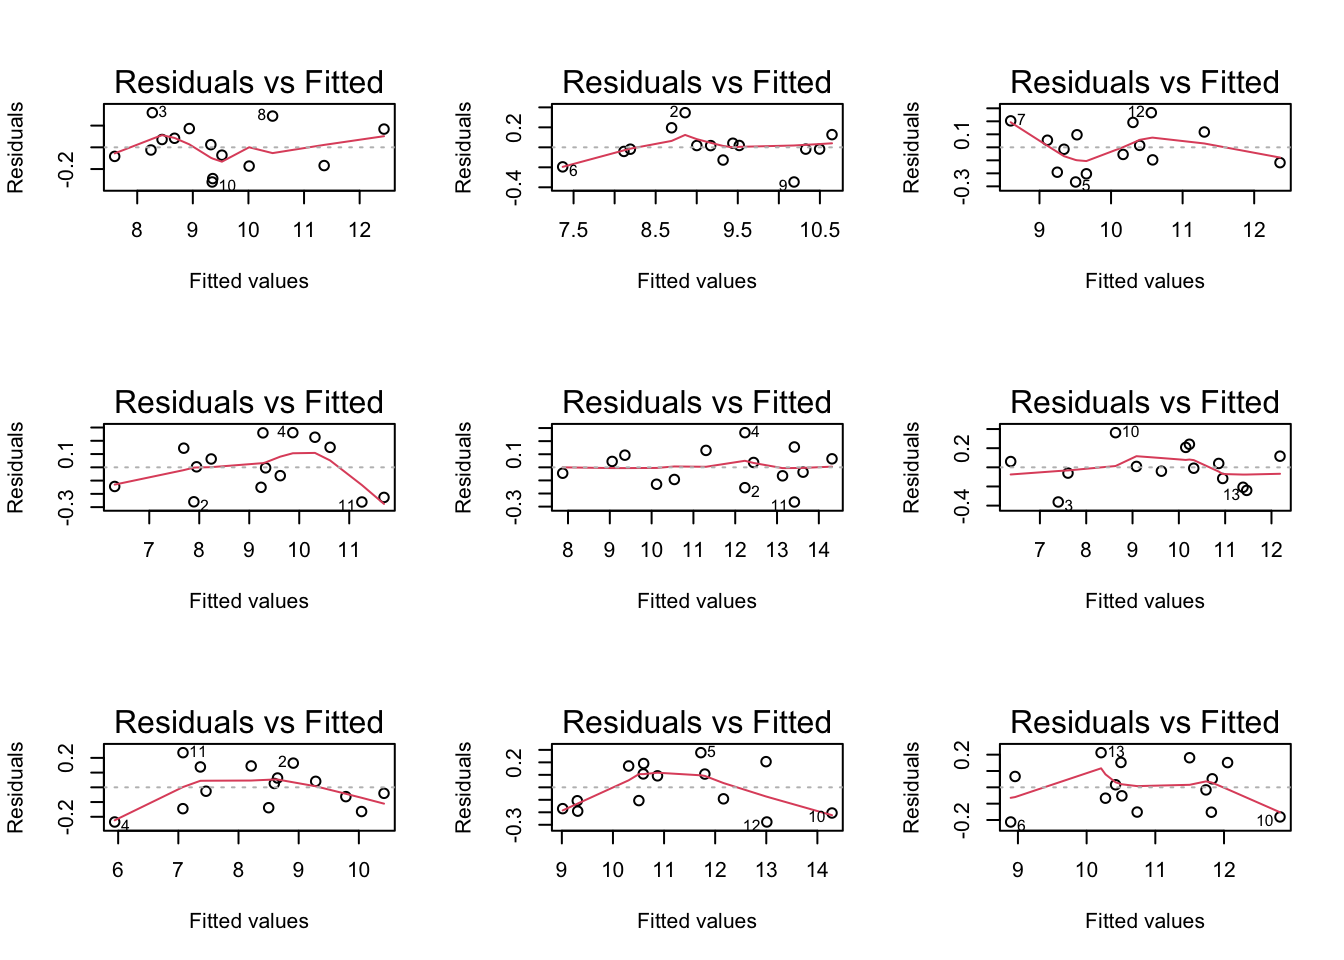 Residuals vs Fitted
Residuals
3
8
10
-0.2
8 9 10 11 12
Fitted values
Residuals vs Fitted
Residuals
2
6
9
0.2
-0.4
7.5 8.5 9.5 10.5
Fitted values
Residuals vs Fitted
Residuals
7
12
5
0.1
-0.3
9 10 11 12
Fitted values
Residuals vs Fitted
Residuals
4
2
11
0.1
-0.3
7 8 9 10 11
Fitted values
Residuals vs Fitted
Residuals
4
2
11
0.1
-0.3
8 9 10 11 12 13 14
Fitted values
Residuals vs Fitted
Residuals
10
3
13
0.2
-0.4
7 8 9 10 11 12
Fitted values
Residuals vs Fitted
Residuals
11
2
4
0.2
-0.2
6 7 8 9 10
Fitted values
Residuals vs Fitted
Residuals
5
12
10
0.2
-0.3
9 10 11 12 13 14
Fitted values
Residuals vs Fitted
Residuals
13
6
10
0.2
-0.2
9 10 11 12
Fitted values